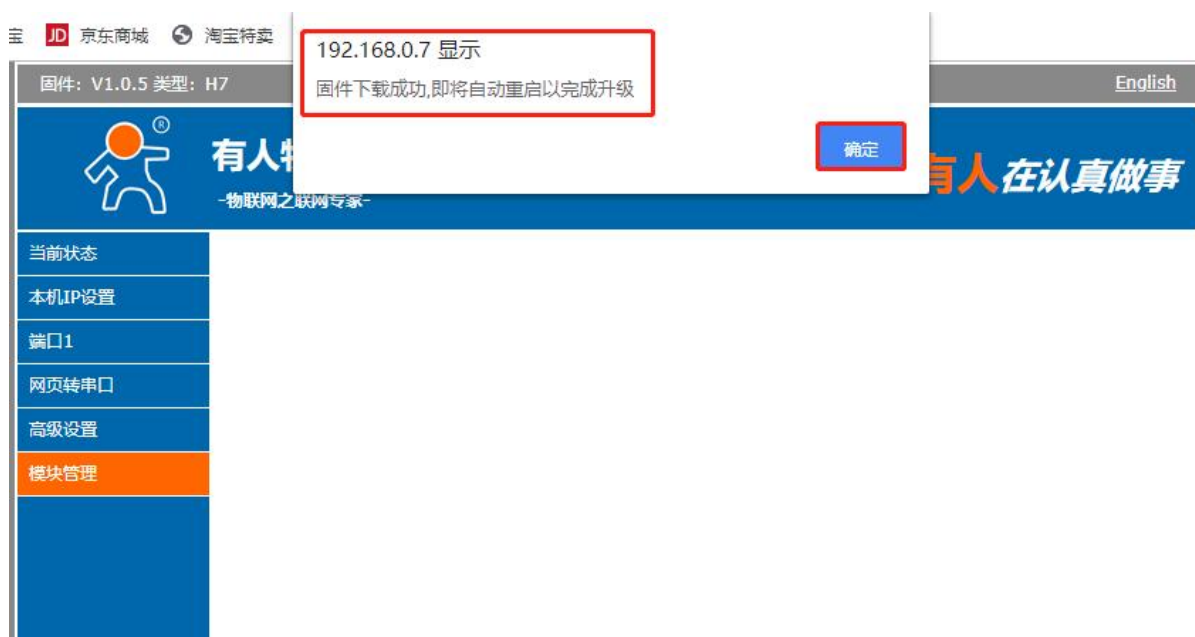 宝 JD 京东商城 淘宝特卖
192.168.0.7 显示
固件下载成功,即将自动重启以完成升级
确定
固件: V1.0.5 类型: H7 English
®
有人
-物联网之联网专家-
有人在认真做事
当前状态
本机IP设置
端口1
网页转串口
高级设置
模块管理